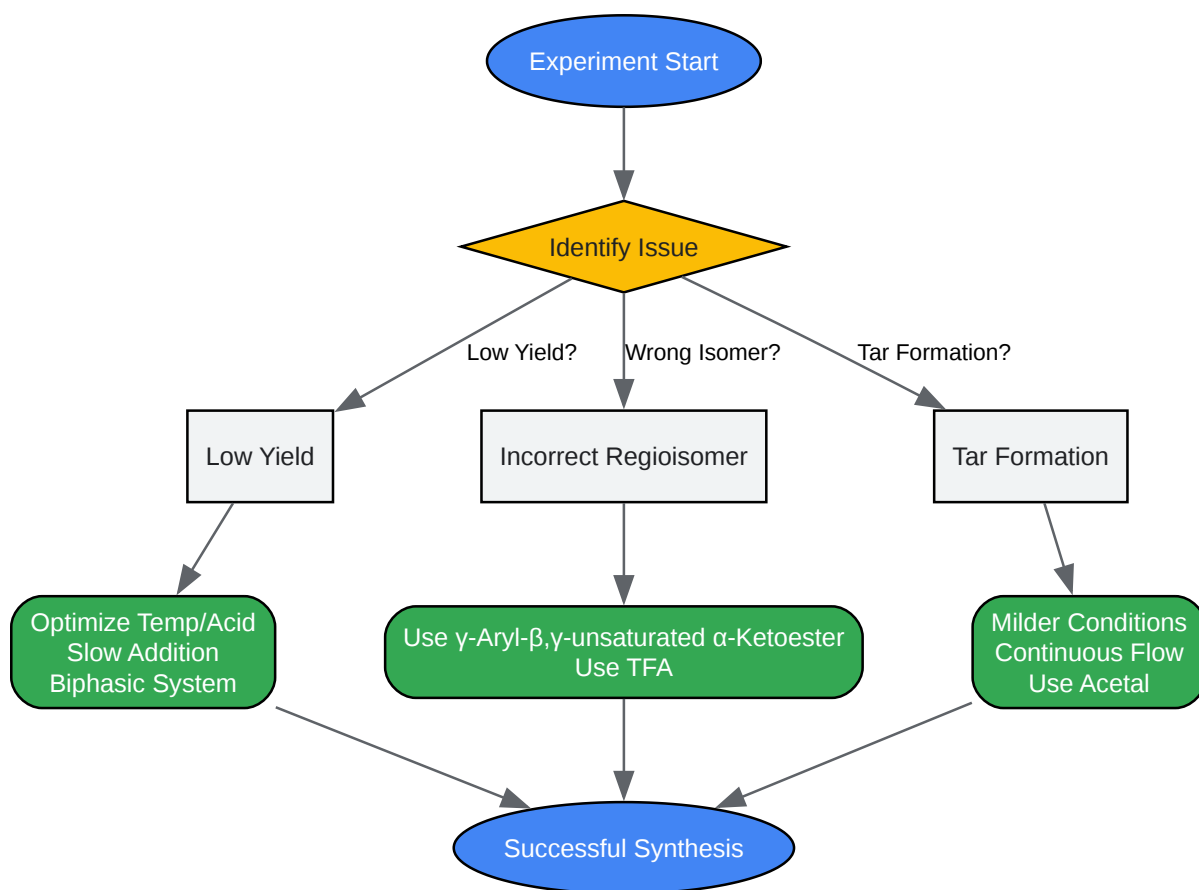 Experiment Start
Identify Issue
Low Yield?
Wrong Isomer?
Tar Formation?
Low Yield
Incorrect Regioisomer
Tar Formation
Optimize Temp/Acid
Slow Addition
Biphasic System
Use γ-Aryl-β,γ-unsaturated α-Ketoester
Use TFA
Milder Conditions
Continuous Flow
Use Acetal
Successful Synthesis